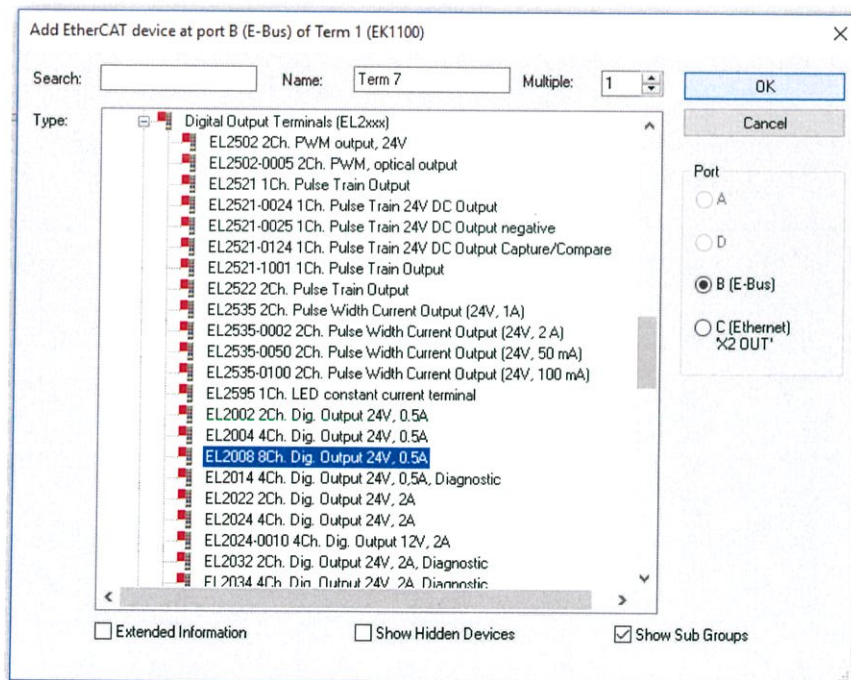 Add EtherCAT device at port B (E-Bus) of Term 1 (EK1100)
Search:
Name:
Term 7
Multiple:
1
OK
Type:
Digital Output Terminals (EL2xxx)
Cancel
EL2502 2Ch. PWM output, 24V
EL2502-0005 2Ch. PWM, optical output
EL2521 1Ch. Pulse Train Output
EL2521-0024 1Ch. Pulse Train 24V DC Output
EL2521-0025 1Ch. Pulse Train 24V DC Output negative
EL2521-0124 1Ch. Pulse Train 24V DC Output Capture/Compare
EL2521-1001 1Ch. Pulse Train Output
EL2522 2Ch. Pulse Train Output
EL2535 2Ch. Pulse Width Current Output (24V, 1A)
EL2535-0002 2Ch. Pulse Width Current Output (24V, 2 A)
EL2535-0050 2Ch. Pulse Width Current Output (24V, 50 mA)
EL2535-0100 2Ch. Pulse Width Current Output (24V, 100 mA)
EL2595 1Ch. LED constant current terminal
EL2002 2Ch. Dig. Output 24V, 0.5A
EL2004 4Ch. Dig. Output 24V, 0.5A
EL2008 8Ch. Dig. Output 24V, 0.5A
EL2014 4Ch. Dig. Output 24V, 0,5A, Diagnostic
EL2022 2Ch. Dig. Output 24V, 2A
EL2024 4Ch. Dig. Output 24V, 2A
EL2024-0010 4Ch. Dig. Output 12V, 2A
EL2032 2Ch. Dig. Output 24V, 2A, Diagnostic
EL2034 4Ch. Dig. Output 24V, 2A, Diagnostic
Port
A
D
B (E-Bus)
C (Ethernet)
'X2 OUT'
Extended Information
Show Hidden Devices
Show Sub Groups